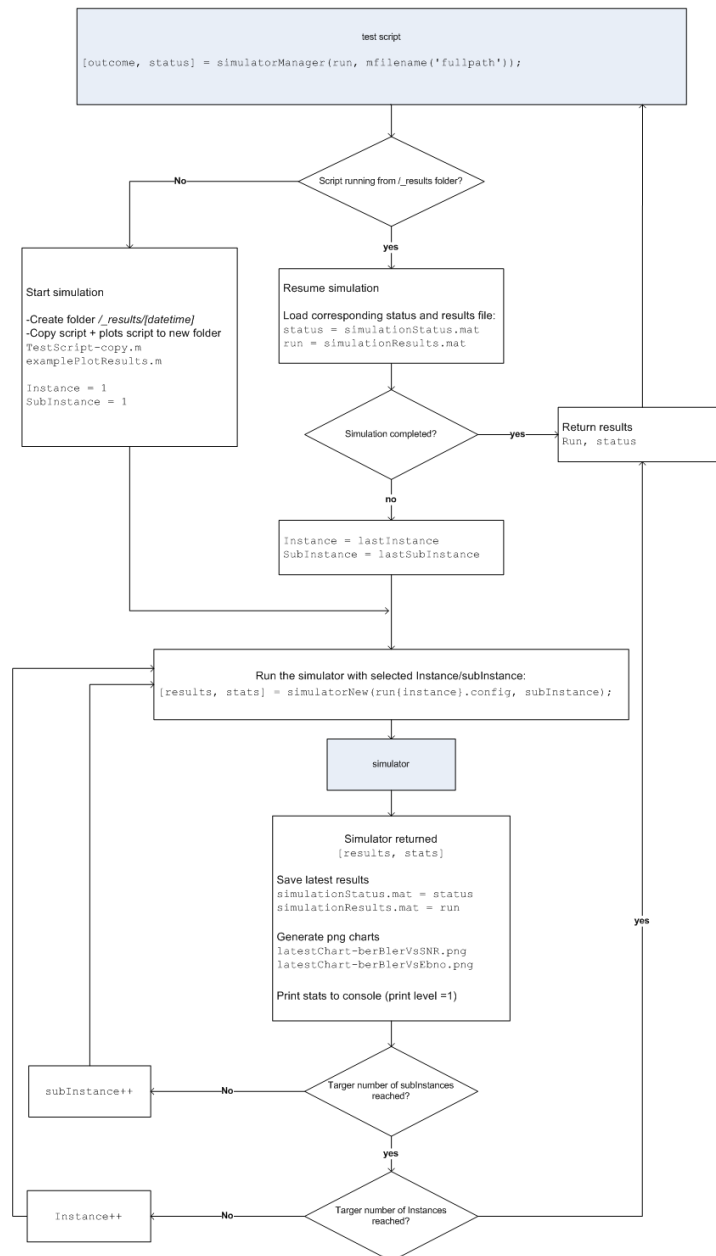 test script
[outcome, status] = simulatorManager(run, mfilename('fullpath'));
Script running from /_results folder?
No
yes
Start simulation
-Create folder /_results/[datetime]
-Copy script + plots script to new folder
TestScript-copy.m
examplePlotResults.m
Instance = 1
SubInstance = 1
Resume simulation
Load corresponding status and results file:
status = simulationStatus.mat
run = simulationResults.mat
Simulation completed?
yes
Return results
Run, status
no
Instance = lastInstance
SubInstance = lastSubInstance
Run the simulator with selected Instance/subInstance:
[results, stats] = simulatorNew(run{instance}.config, subInstance);
simulator
Simulator returned
[results, stats]
Save latest results
simulationStatus.mat = status
simulationResults.mat = run
Generate png charts
latestChart-berBlerVsSNR.png
latestChart-berBlerVsEbno.png
Print stats to console (print level =1)
yes
Targer number of subInstances
reached?
No
subInstance++
yes
Targer number of Instances
reached?
No
Instance++